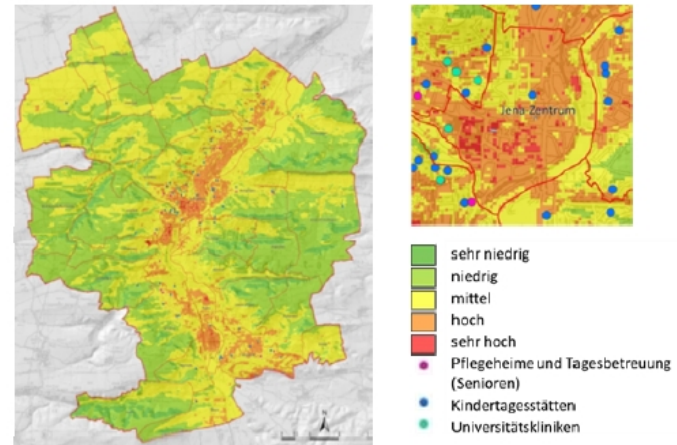 Jena Zentrum
sehr niedrig
niedrig
mittel
hoch
sehr hoch
Pflegeheime und Tagesbetreuung
(Senioren)
Kindertagesstätten
Universitätskliniken